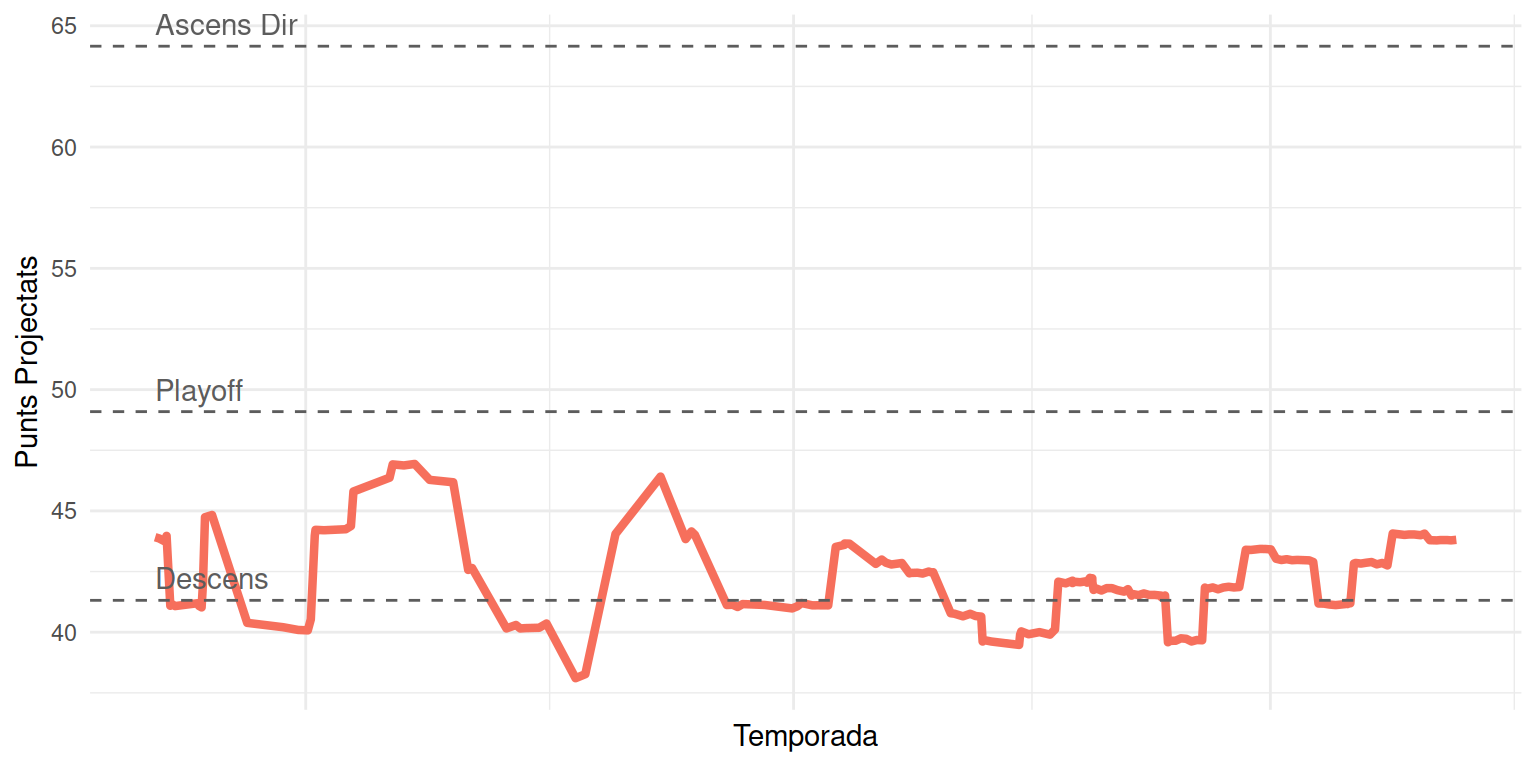 65
Ascens Dir
60
55
Punts Projectats
50
Playoff
45
Descens
40
Temporada